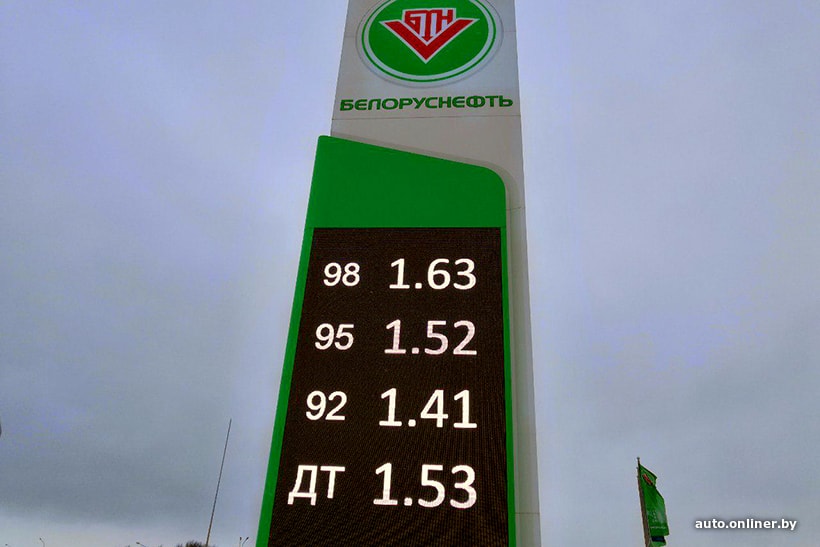 БТН
БЕЛОРУСНЕФТЬ
98 1.63
95 1.52
92 1.41
ДТ 1.53
auto.onliner.by